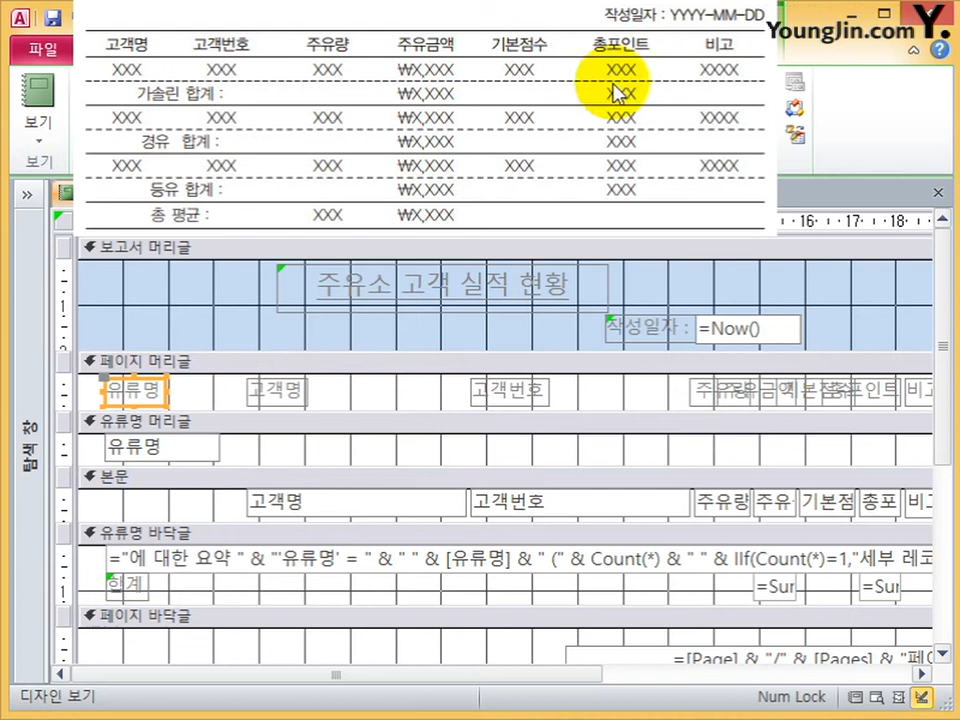 작성일자 : YYYY-MM-DD
Younglin.com
파일
고객명 고객번호 주유량 주유금액 기본점수 총포인트 비고
XXX XXX XXX ₩X,XXX XXX XXX XXXX
가솔린 합계 : ₩X,XXX XXX
XXX XXX XXX ₩X,XXX XXX XXX XXXX
경유 합계 : ₩X,XXX XXX
XXX XXX XXX ₩X,XXX XXX XXX XXXX
등유 합계 : ₩X,XXX XXX
총 평균 : XXX ₩X,XXX
보기
보기
16 17 18
보고서 머리글
주유소 고객 실적 현황
작성일자 : =Now()
페이지 머리글
유류명 고객명 고객번호
유류명 머리글
유류명
본문
고객명 고객번호 주유량 주유 기본점 총포 비고
유류명 바닥글
="에 대한 요약 " & "'유류명' = " & " " & [유류명] & " (" & Count(*) & " " & IIf(Count(*)=1,"세부 레코
합계 =Sur =Sur
페이지 바닥글
=[Page] & "/" & [Pages] & "페이
탐색 창
디자인 보기 Num Lock